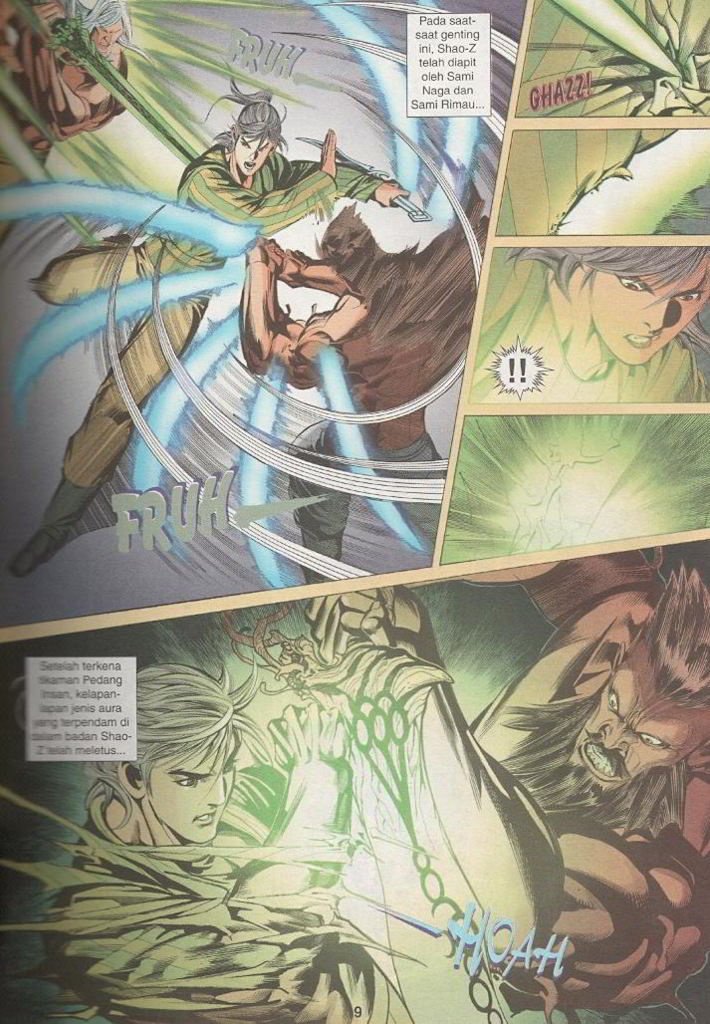 Pada saat-
saat genting
ini, Shao-Z
telah diapit
oleh Sami
Naga dan
Sami Rimau...
FRUH
GHAZZ!
!!
FRUH
Setelah terkena
tikaman Pedang
Insan, kelapan-
lapan jenis aura
yang terpendam di
dalam badan Shao-
Z telah meletus...
HOAH
9